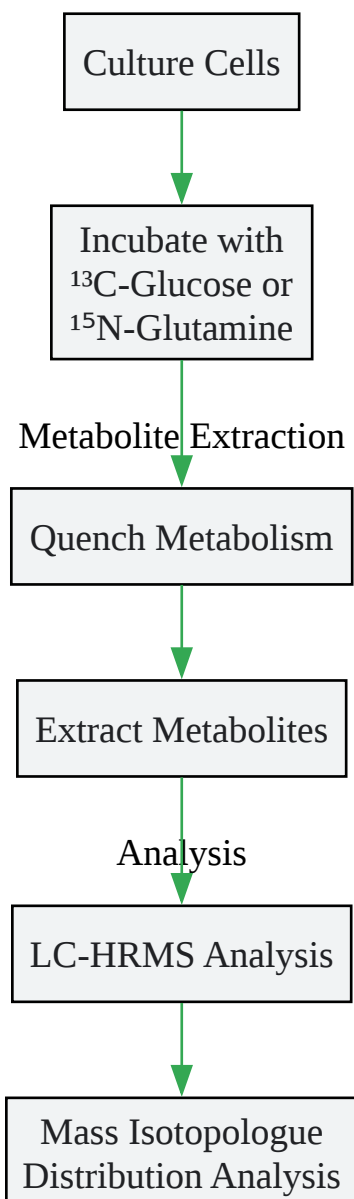 Culture Cells
Incubate with
¹³C-Glucose or
¹⁵N-Glutamine
Metabolite Extraction
Quench Metabolism
Extract Metabolites
Analysis
LC-HRMS Analysis
Mass Isotopologue
Distribution Analysis